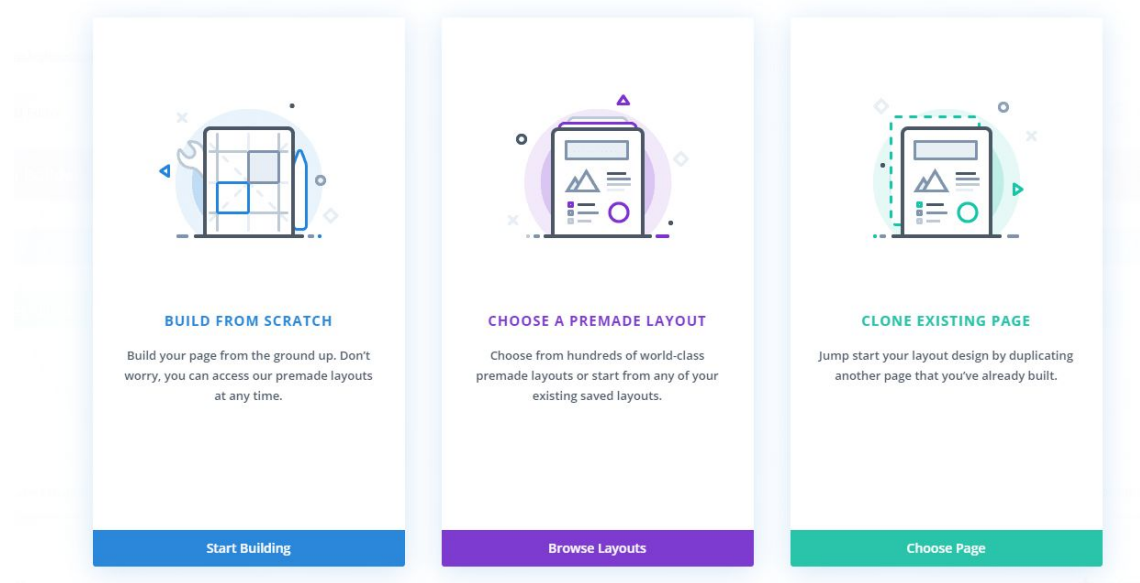 BUILD FROM SCRATCH
Build your page from the ground up. Don't
worry, you can access our premade layouts
at any time.
Start Building
CHOOSE A PREMADE LAYOUT
Choose from hundreds of world-class
premade layouts or start from any of your
existing saved layouts.
Browse Layouts
CLONE EXISTING PAGE
Jump start your layout design by duplicating
another page that you've already built.
Choose Page